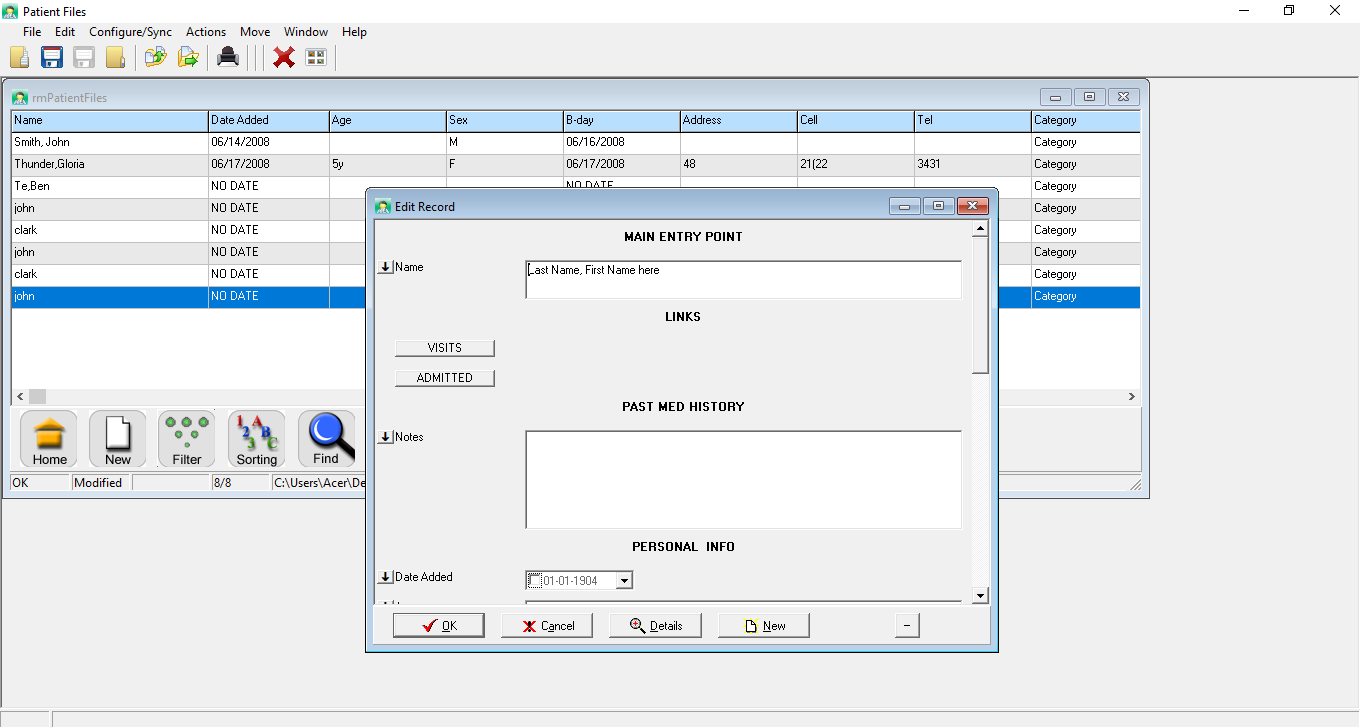 Patient Files
File Edit Configure/Sync Actions Move Window Help
rmPatientFiles
Name Date Added Age Sex B-day Address Cell Tel Category
Smith, John 06/14/2008 M 06/16/2008 Category
Thunder,Gloria 06/17/2008 5y F 06/17/2008 48 21(22 3431 Category
Te,Ben NO DATE NO DATE Category
john NO DATE Category
clark NO DATE Category
john NO DATE Category
clark NO DATE Category
john NO DATE Category
Home New Filter Sorting Find
OK Modified 8/8 C:\Users\Acer\De
Edit Record
MAIN ENTRY POINT
Name Last Name, First Name here
LINKS
VISITS
ADMITTED
PAST MED HISTORY
Notes
PERSONAL INFO
Date Added 01-01-1904
OK Cancel Details New